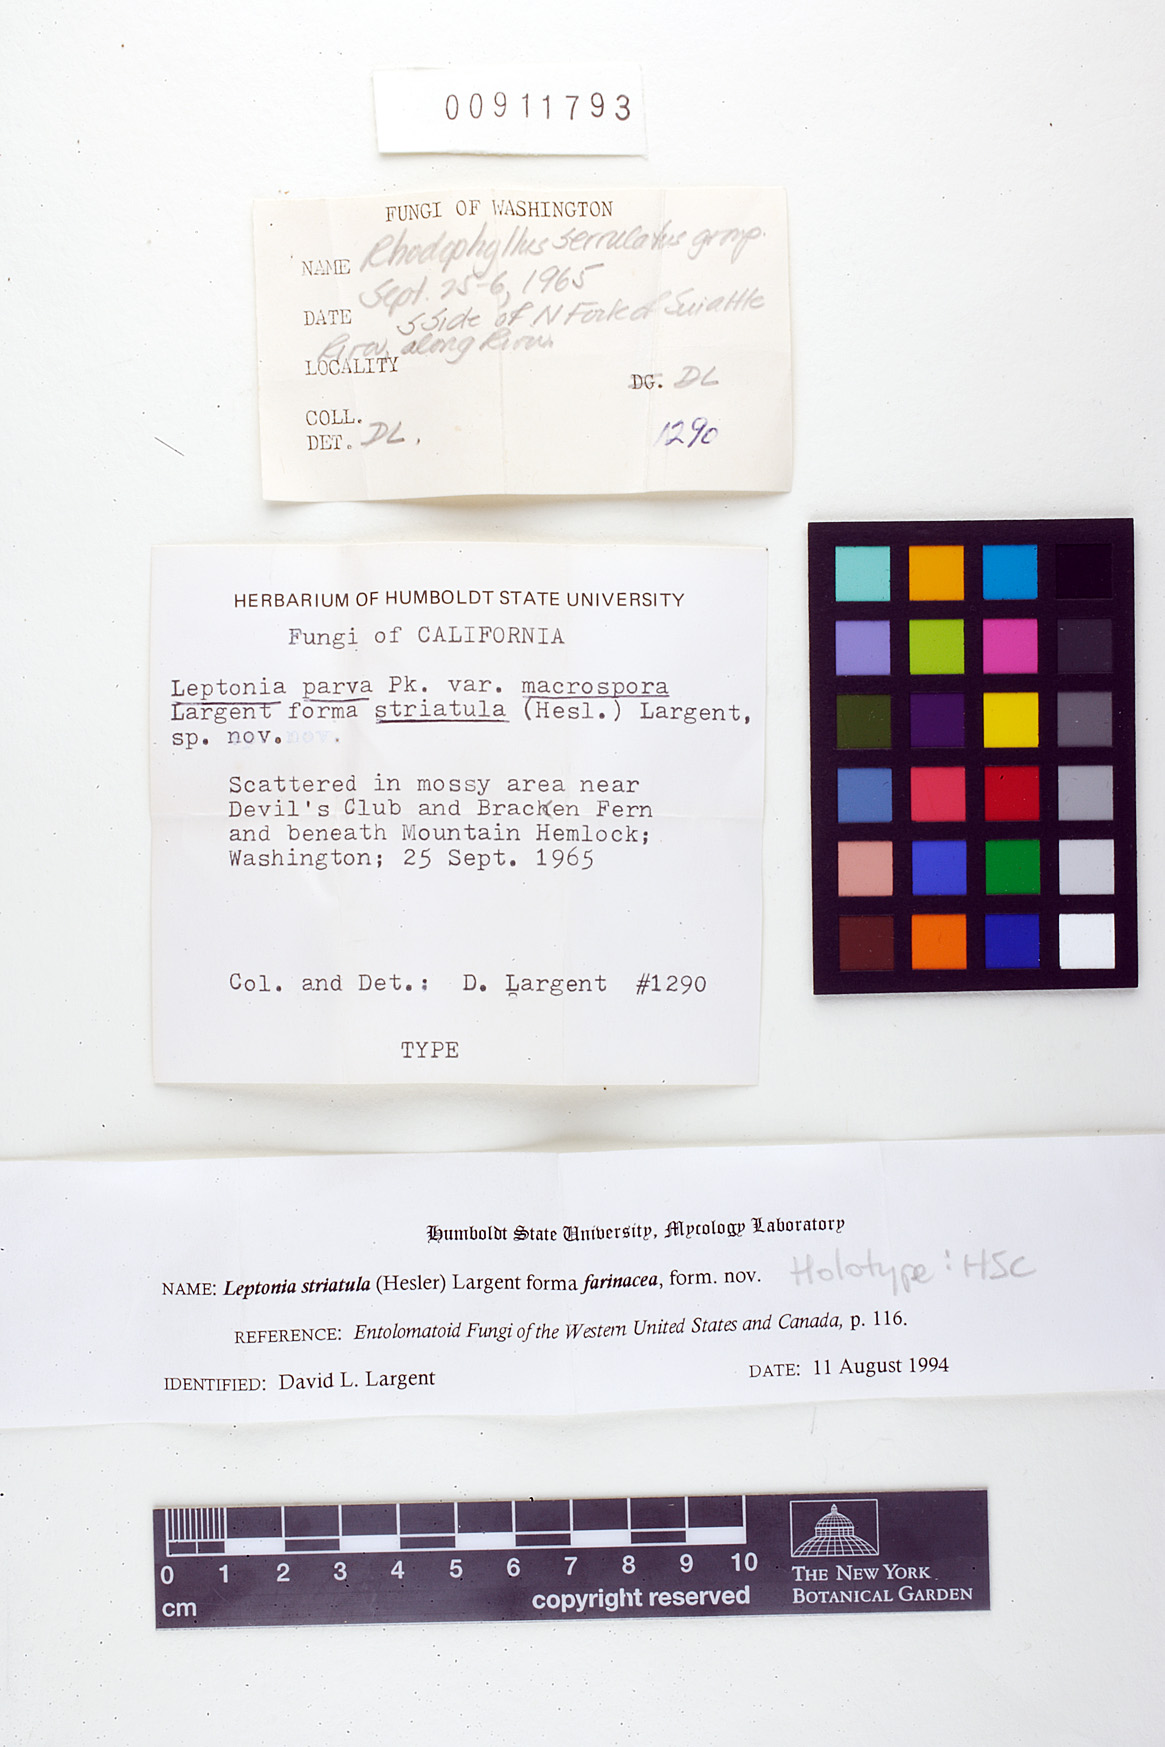 00911793
FUNGI OF WASHINGTON
NAME Rhodophyllus serrulatus group.
Sept. 25-6, 1965
DATE S Side of N Fork of Suiattle
River, along River.
LOCALITY
DG. DL
COLL.
DET. DL.
1290
HERBARIUM OF HUMBOLDT STATE UNIVERSITY
Fungi of CALIFORNIA
Leptonia parva Pk. var. macrospora
Largent forma striatula (Hesl.) Largent,
sp. nov.
Scattered in mossy area near
Devil's Club and Bracken Fern
and beneath Mountain Hemlock;
Washington; 25 Sept. 1965
Col. and Det.: D. Largent #1290
TYPE
Humboldt State University, Mycology Laboratory
NAME: Leptonia striatula (Hesler) Largent forma farinacea, form. nov. Holotype: HSC
REFERENCE: Entolomatoid Fungi of the Western United States and Canada, p. 116.
IDENTIFIED: David L. Largent DATE: 11 August 1994
0 1 2 3 4 5 6 7 8 9 10
cm copyright reserved
THE NEW YORK
BOTANICAL GARDEN